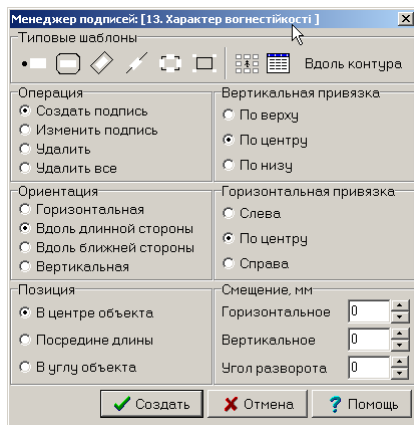 Менеджер подписей: [13. Характер вогнестійкості ]
Типовые шаблоны
Вдоль контура
Операция
Создать подпись
Изменить подпись
Удалить
Удалить все
Вертикальная привязка
По верху
По центру
По низу
Ориентация
Горизонтальная
Вдоль длинной стороны
Вдоль ближней стороны
Вертикальная
Горизонтальная привязка
Слева
По центру
Справа
Позиция
В центре объекта
Посредине длины
В углу объекта
Смещение, мм
Горизонтальное 0
Вертикальное 0
Угол разворота 0
Создать Отмена ? Помощь